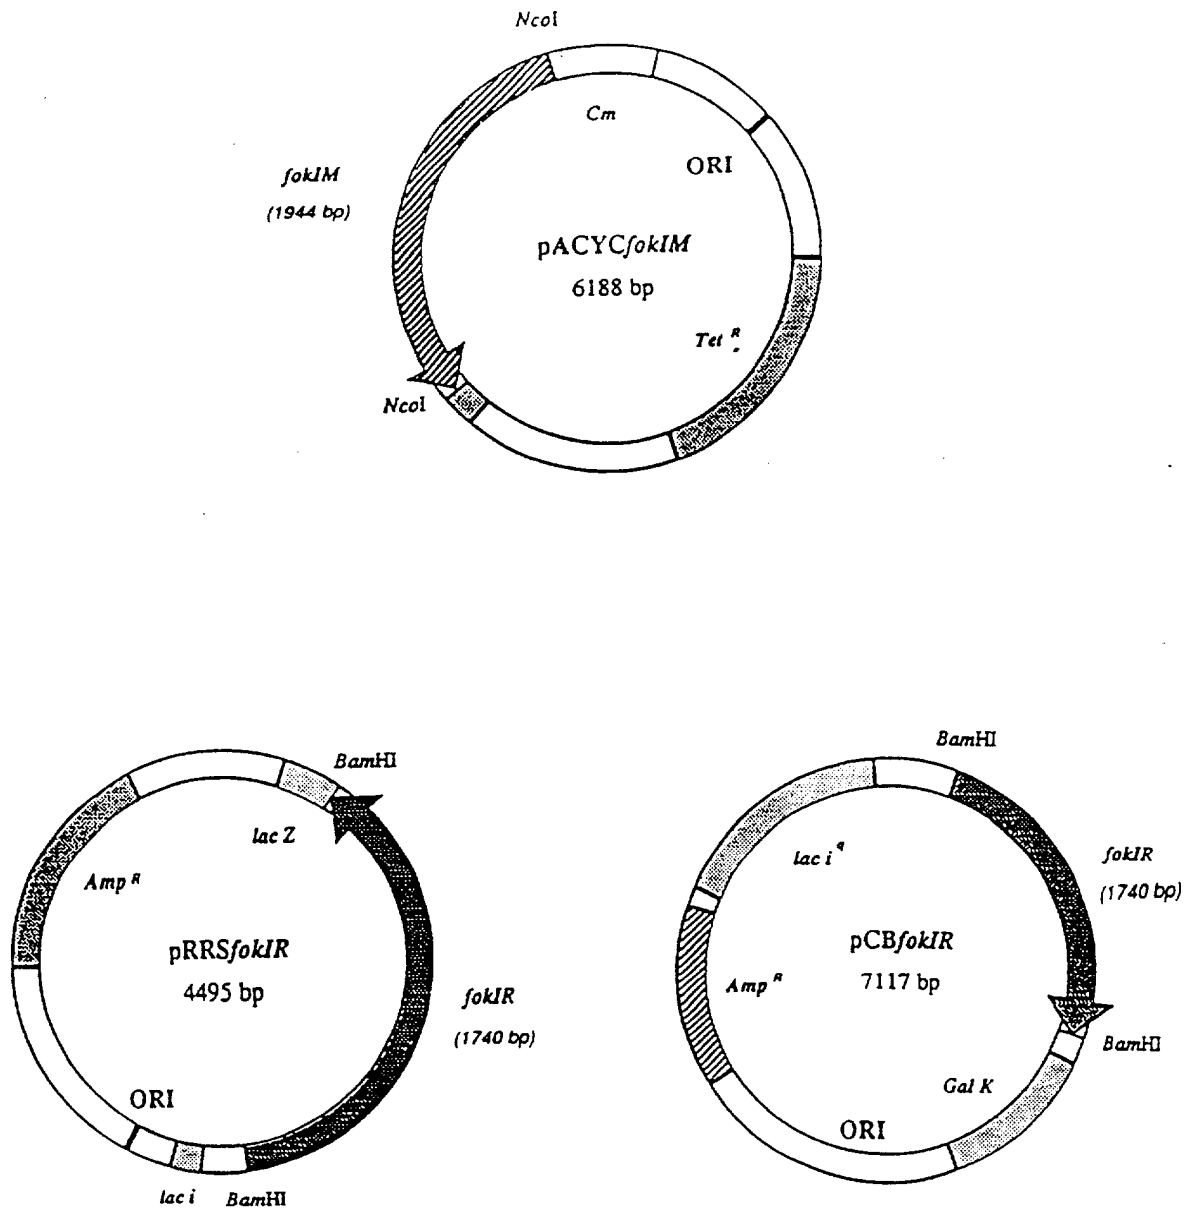 NcoI
Cm
ORI
fokIM
(1944 bp)
pACYCfokIM
6188 bp
Tet R
NcoI
BamHI
lac Z
Amp R
pRRSfokIR
4495 bp
fokIR
(1740 bp)
ORI
lac i
BamHI
BamHI
lac i q
fokIR
(1740 bp)
pCBfokIR
7117 bp
Amp R
BamHI
Gal K
ORI